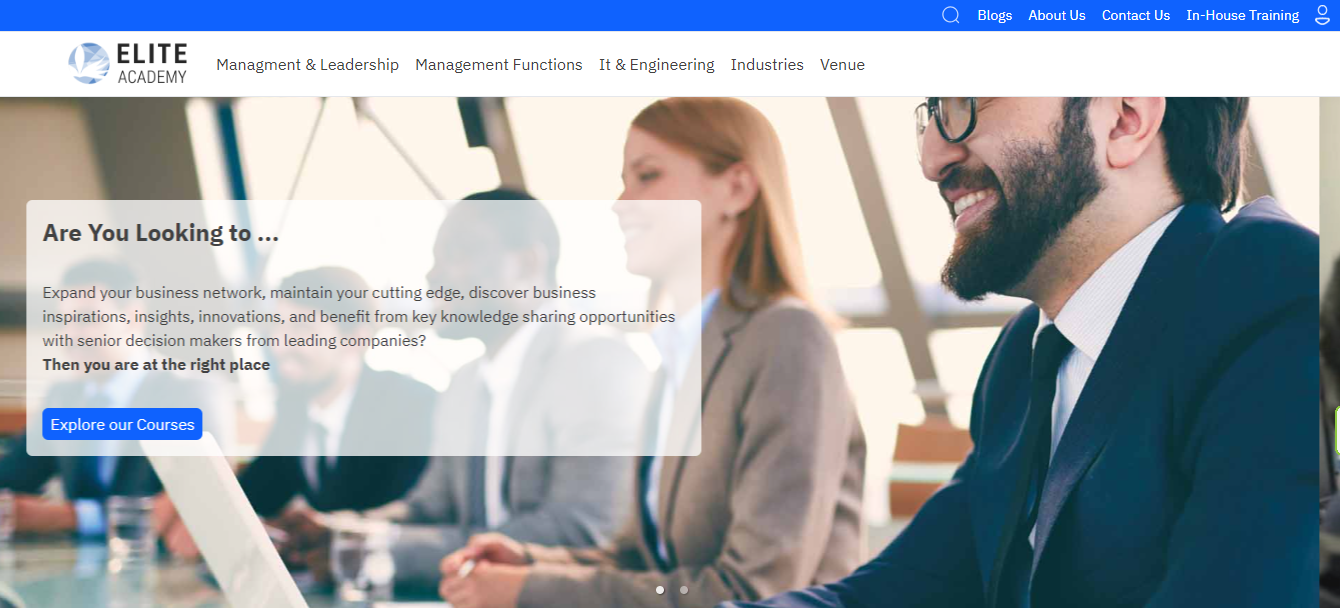 Blogs About Us Contact Us In-House Training
ELITE
ACADEMY
Managment & Leadership Management Functions It & Engineering Industries Venue
Are You Looking to ...
Expand your business network, maintain your cutting edge, discover business
inspirations, insights, innovations, and benefit from key knowledge sharing opportunities
with senior decision makers from leading companies?
Then you are at the right place
Explore our Courses